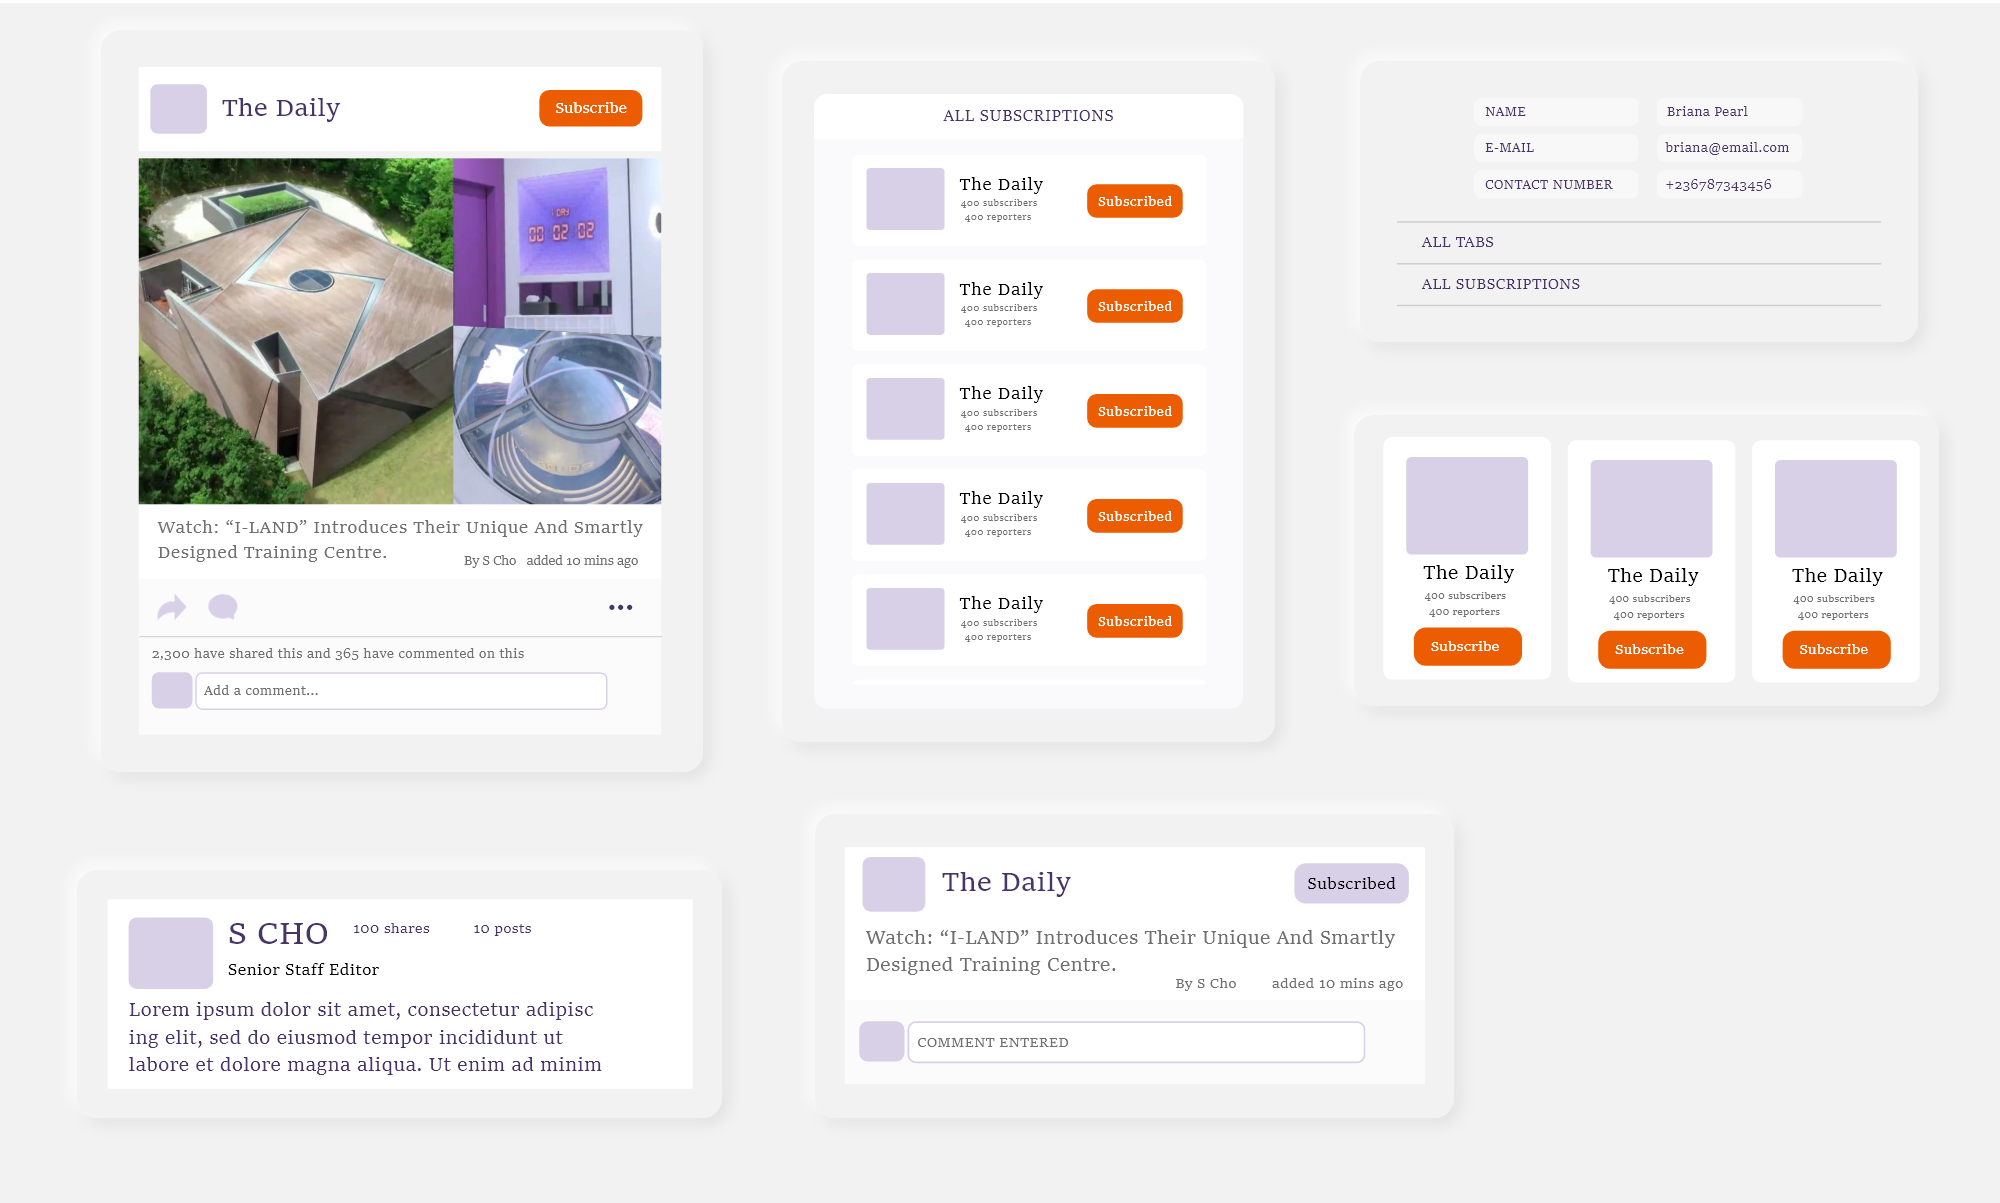 The Daily
Subscribe
1 DAY
00 02 02
Watch: “I-LAND” Introduces Their Unique And Smartly
Designed Training Centre.
By S Cho added 10 mins ago
2,300 have shared this and 365 have commented on this
Add a comment...
ALL SUBSCRIPTIONS
The Daily
400 subscribers
400 reporters
Subscribed
The Daily
400 subscribers
400 reporters
Subscribed
The Daily
400 subscribers
400 reporters
Subscribed
The Daily
400 subscribers
400 reporters
Subscribed
The Daily
400 subscribers
400 reporters
Subscribed
NAME Briana Pearl
E-MAIL briana@email.com
CONTACT NUMBER +236787343456
ALL TABS
ALL SUBSCRIPTIONS
The Daily
400 subscribers
400 reporters
Subscribe
The Daily
400 subscribers
400 reporters
Subscribe
The Daily
400 subscribers
400 reporters
Subscribe
S CHO 100 shares 10 posts
Senior Staff Editor
Lorem ipsum dolor sit amet, consectetur adipisc
ing elit, sed do eiusmod tempor incididunt ut
labore et dolore magna aliqua. Ut enim ad minim
The Daily
Subscribed
Watch: “I-LAND” Introduces Their Unique And Smartly
Designed Training Centre.
By S Cho added 10 mins ago
COMMENT ENTERED